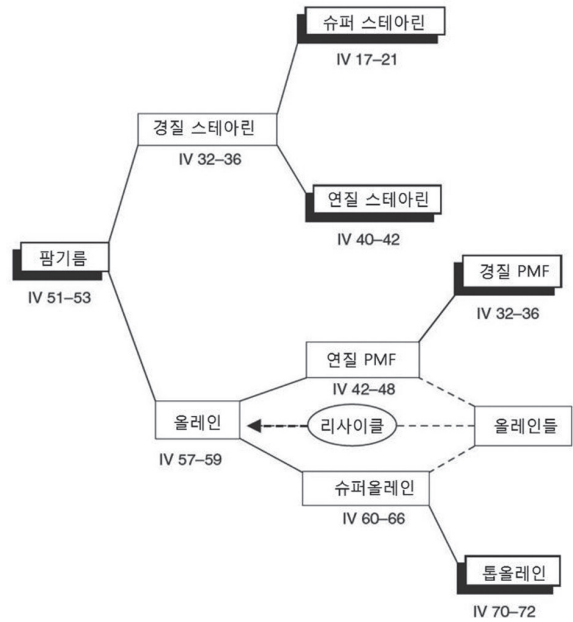 슈퍼 스테아린
IV 17–21
경질 스테아린
IV 32–36
연질 스테아린
IV 40–42
팜기름
IV 51–53
경질 PMF
IV 32–36
연질 PMF
IV 42–48
올레인
IV 57–59
리사이클
올레인들
슈퍼올레인
IV 60–66
톱올레인
IV 70–72